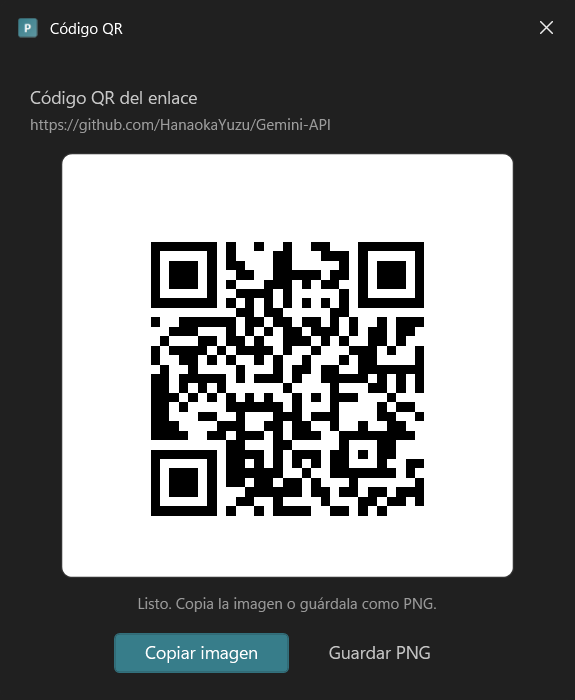 P Código QR
Código QR del enlace
https://github.com/HanaokaYuzu/Gemini-API
Listo. Copia la imagen o guárdala como PNG.
Copiar imagen
Guardar PNG